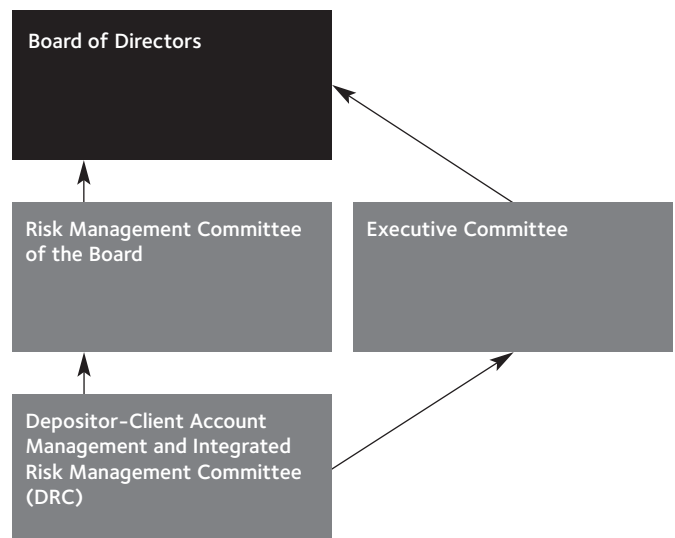 Board of Directors
Risk Management Committee
of the Board
Executive Committee
Depositor-Client Account
Management and Integrated
Risk Management Committee
(DRC)